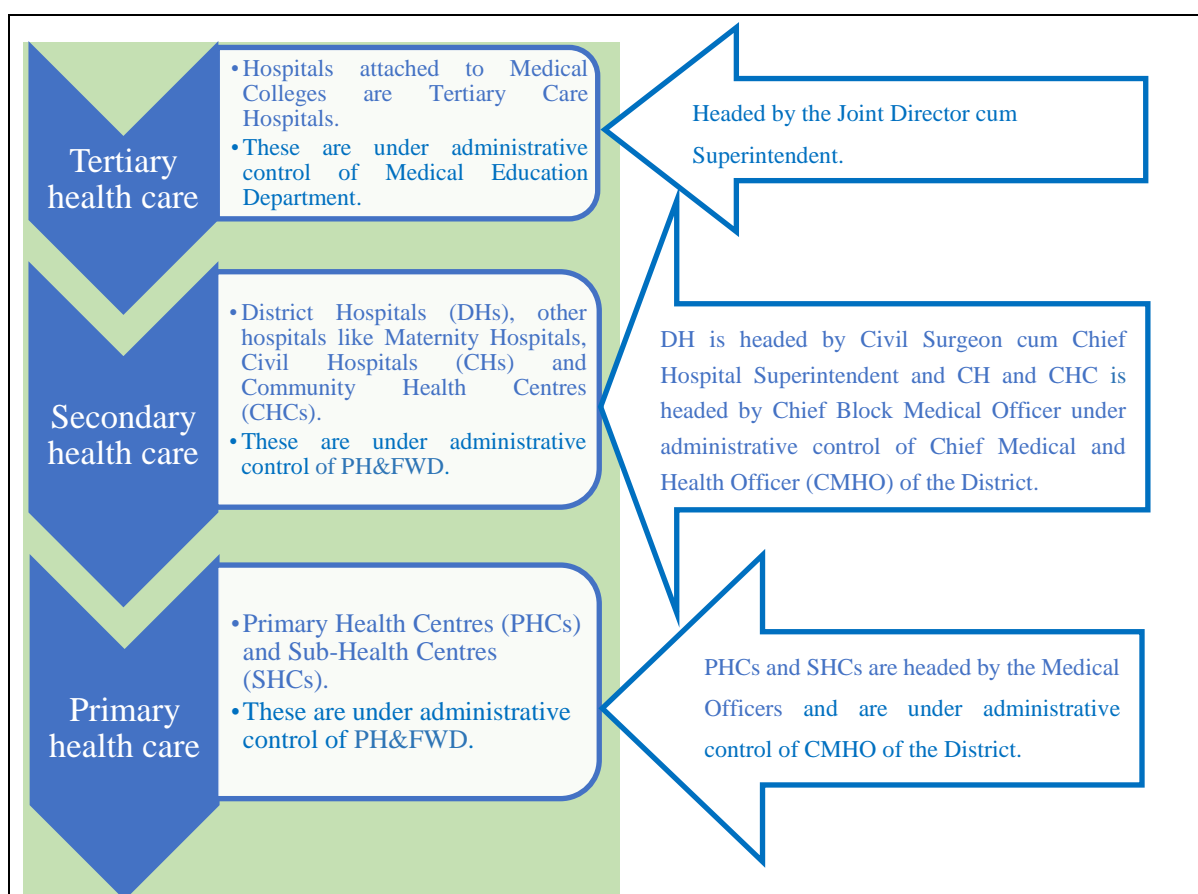 Tertiary
health care
•Hospitals attached to Medical
Colleges are Tertiary Care
Hospitals.
•These are under administrative
control of Medical Education
Department.
Headed by the Joint Director cum
Superintendent.
Secondary
health care
•District Hospitals (DHs), other
hospitals like Maternity Hospitals,
Civil Hospitals (CHs) and
Community Health Centres
(CHCs).
•These are under administrative
control of PH&FWD.
DH is headed by Civil Surgeon cum Chief
Hospital Superintendent and CH and CHC is
headed by Chief Block Medical Officer under
administrative control of Chief Medical and
Health Officer (CMHO) of the District.
Primary
health care
•Primary Health Centres (PHCs)
and Sub-Health Centres
(SHCs).
•These are under administrative
control of PH&FWD.
PHCs and SHCs are headed by the Medical
Officers and are under administrative
control of CMHO of the District.